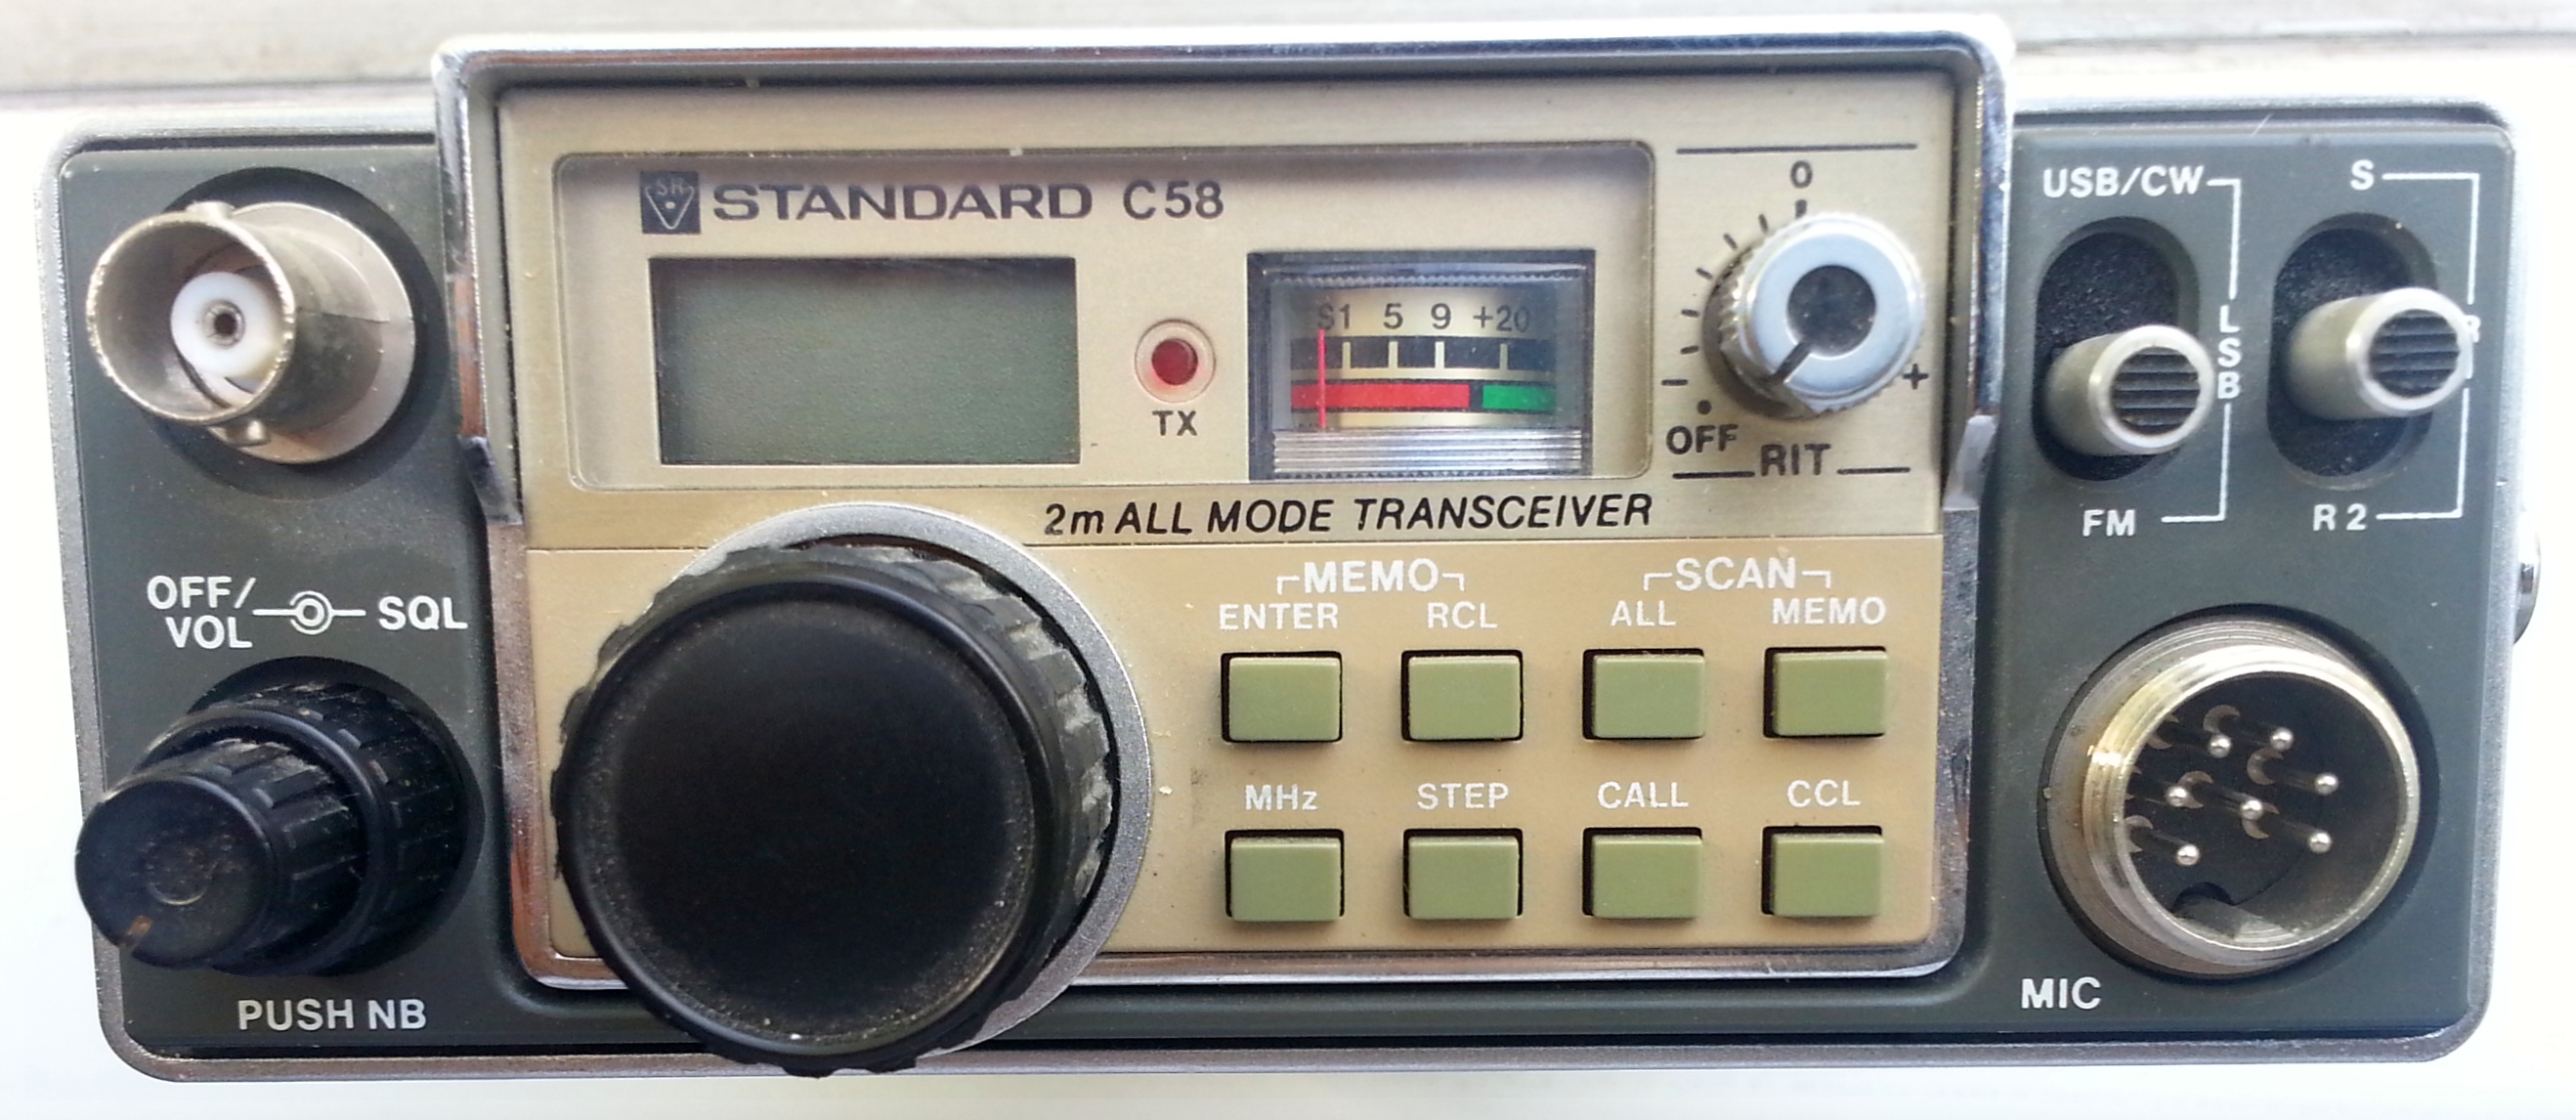 SR STANDARD C58
TX
S1 5 9 +20
0
- +
OFF
RIT
2m ALL MODE TRANSCEIVER
OFF/VOL SQL
PUSH NB
MEMO
ENTER RCL
SCAN
ALL MEMO
MHz STEP CALL CCL
USB/CW
LSB
FM
S
R 2
MIC